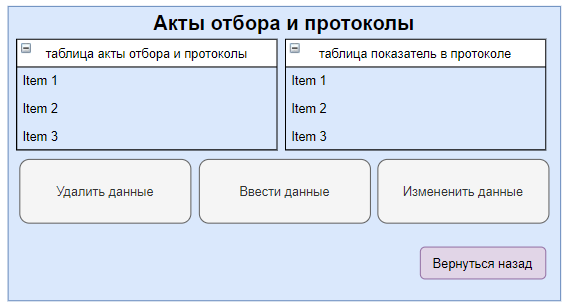 Акты отбора и протоколы
таблица акты отбора и протоколы
таблица показатель в протоколе
Item 1
Item 1
Item 2
Item 2
Item 3
Item 3
Удалить данные
Ввести данные
Измененить данные
Вернуться назад